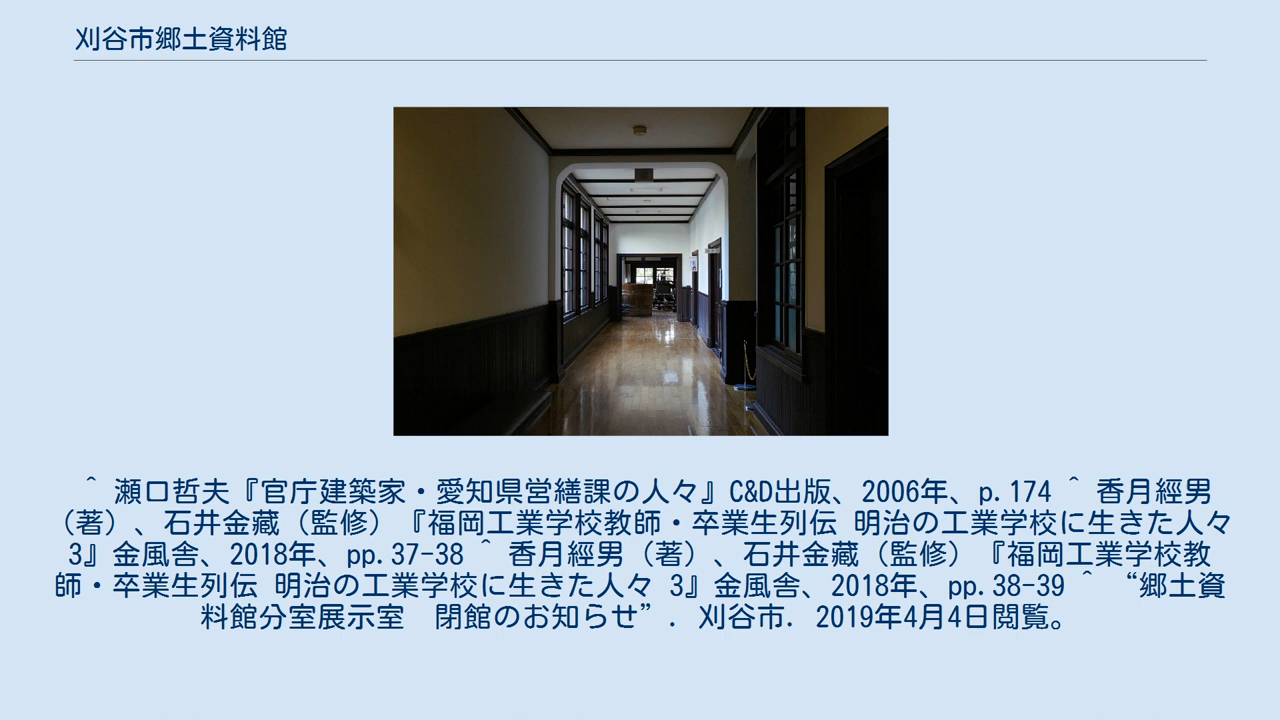 刈谷市郷土資料館
^ 瀬口哲夫『官庁建築家・愛知県営繕課の人々』C&D出版、2006年、p.174 ^ 香月經男
（著）、石井金藏（監修）『福岡工業学校教師・卒業生列伝 明治の工業学校に生きた人々
3』金風舎、2018年、pp.37-38 ^ 香月經男（著）、石井金藏（監修）『福岡工業学校教
師・卒業生列伝 明治の工業学校に生きた人々 3』金風舎、2018年、pp.38-39 ^ “郷土資
料館分室展示室　閉館のお知らせ”. 刈谷市. 2019年4月4日閲覧。